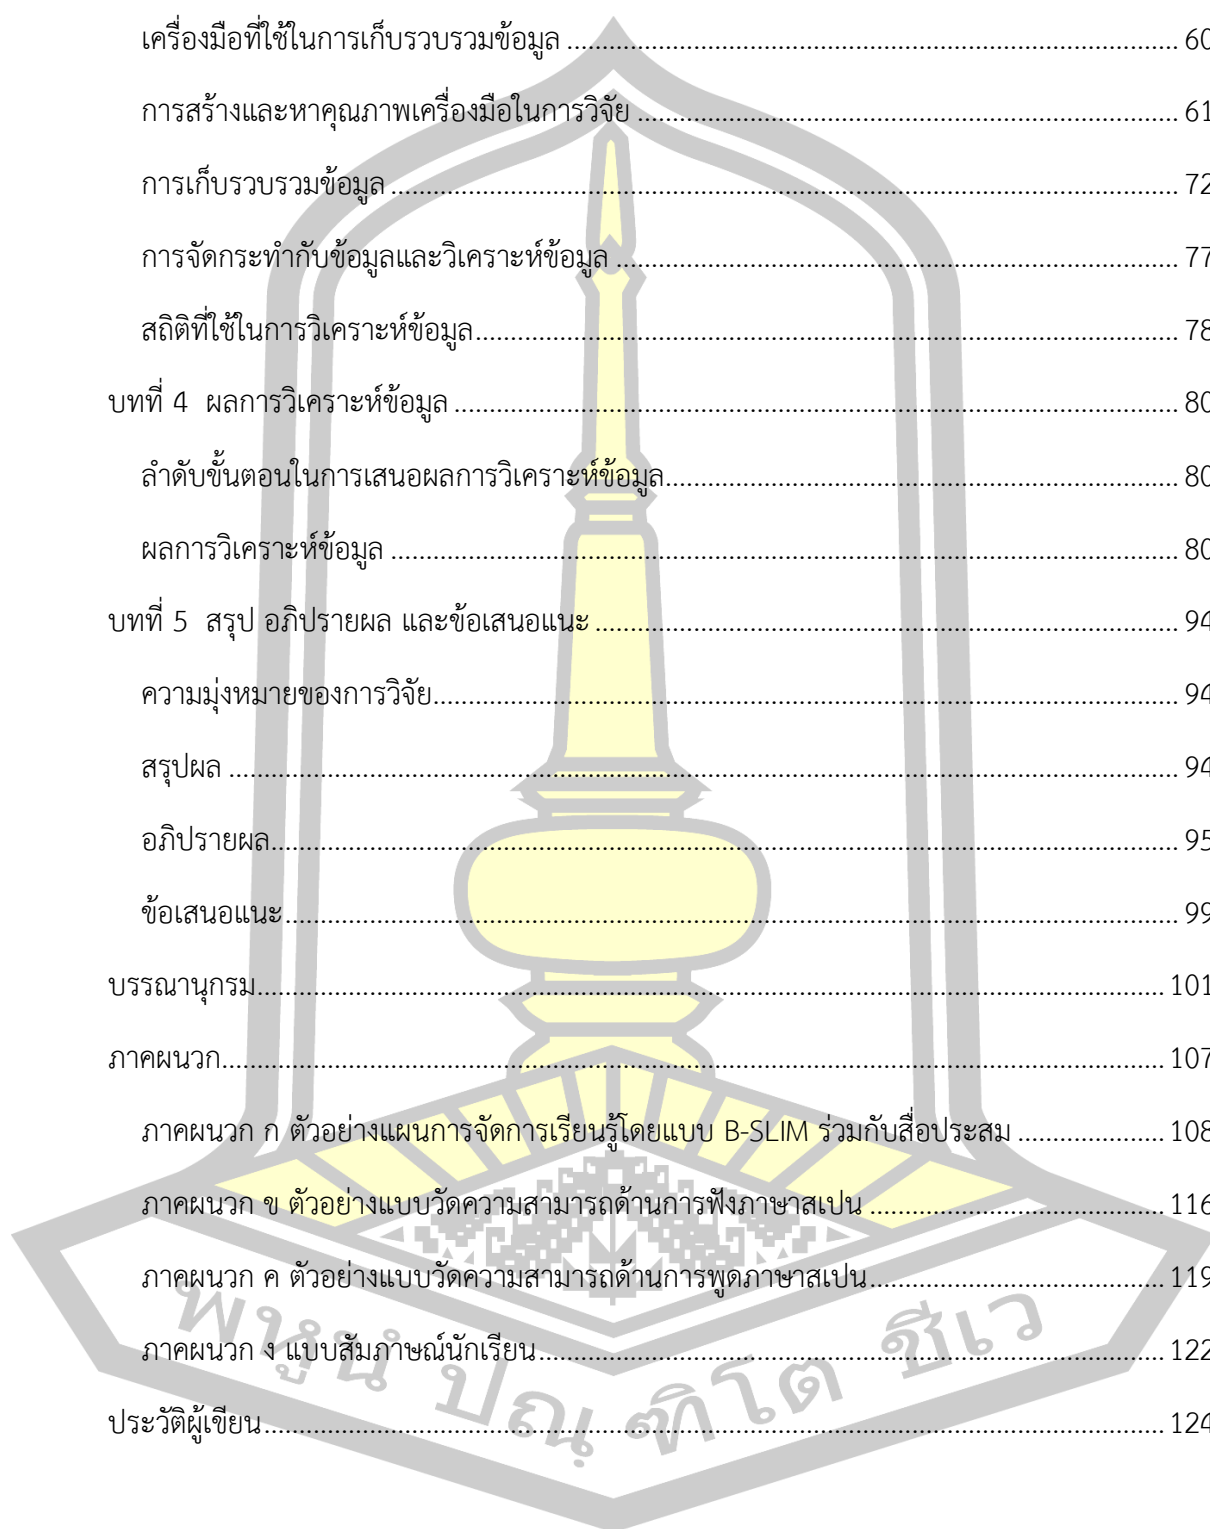 เครื่องมือที่ใช้ในการเก็บรวบรวมข้อมูล ........ 60
การสร้างและหาคุณภาพเครื่องมือในการวิจัย ........ 61
การเก็บรวบรวมข้อมูล ........ 72
การจัดกระทำกับข้อมูลและวิเคราะห์ข้อมูล ........ 77
สถิติที่ใช้ในการวิเคราะห์ข้อมูล ........ 78
บทที่ 4 ผลการวิเคราะห์ข้อมูล ........ 80
ลำดับขั้นตอนในการเสนอผลการวิเคราะห์ข้อมูล ........ 80
ผลการวิเคราะห์ข้อมูล ........ 80
บทที่ 5 สรุป อภิปรายผล และข้อเสนอแนะ ........ 94
ความมุ่งหมายของการวิจัย ........ 94
สรุปผล ........ 94
อภิปรายผล ........ 95
ข้อเสนอแนะ ........ 99
บรรณานุกรม ........ 101
ภาคผนวก ........ 107
ภาคผนวก ก ตัวอย่างแผนการจัดการเรียนรู้โดยแบบ B-SLIM ร่วมกับสื่อประสม ........ 108
ภาคผนวก ข ตัวอย่างแบบวัดความสามารถด้านการฟังภาษาสเปน ........ 116
ภาคผนวก ค ตัวอย่างแบบวัดความสามารถด้านการพูดภาษาสเปน ........ 119
ภาคผนวก ง แบบสัมภาษณ์นักเรียน ........ 122
ประวัติผู้เขียน ........ 124
พหูนํ ปณฺฑิโต ชีเว